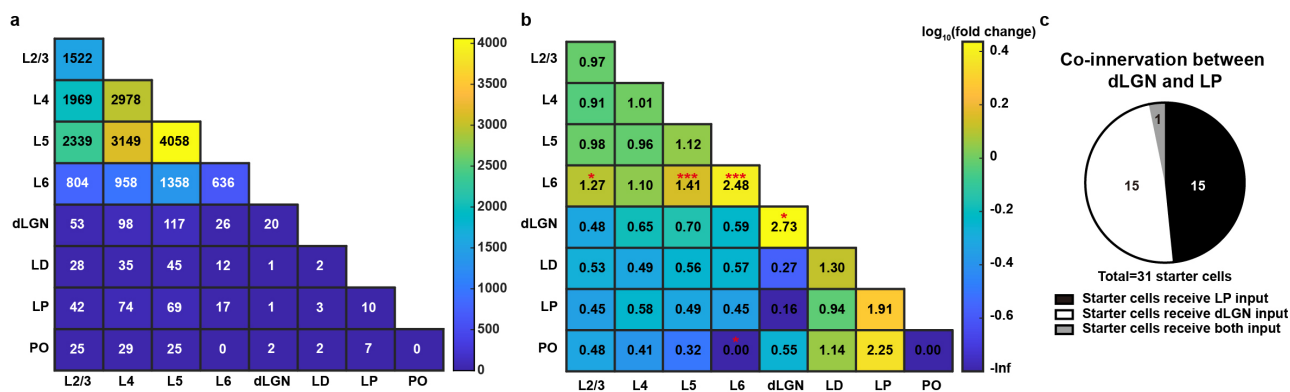 a
L2/3 1522
L4 1969 2978
L5 2339 3149 4058
L6 804 958 1358 636
dLGN 53 98 117 26 20
LD 28 35 45 12 1 2
LP 42 74 69 17 1 3 10
PO 25 29 25 0 2 2 7 0
L2/3 L4 L5 L6 dLGN LD LP PO
4000
3500
3000
2500
2000
1500
1000
500
0
b
log10(fold change)
L2/3 0.97
L4 0.91 1.01
L5 0.98 0.96 1.12
* *** ***
L6 1.27 1.10 1.41 2.48
*
dLGN 0.48 0.65 0.70 0.59 2.73
LD 0.53 0.49 0.56 0.57 0.27 1.30
LP 0.45 0.58 0.49 0.45 0.16 0.94 1.91
*
PO 0.48 0.41 0.32 0.00 0.55 1.14 2.25 0.00
L2/3 L4 L5 L6 dLGN LD LP PO
0.4
0.2
0
-0.2
-0.4
-0.6
-Inf
c
Co-innervation between
dLGN and LP
1
15 15
Total=31 starter cells
Starter cells receive LP input
Starter cells receive dLGN input
Starter cells receive both input